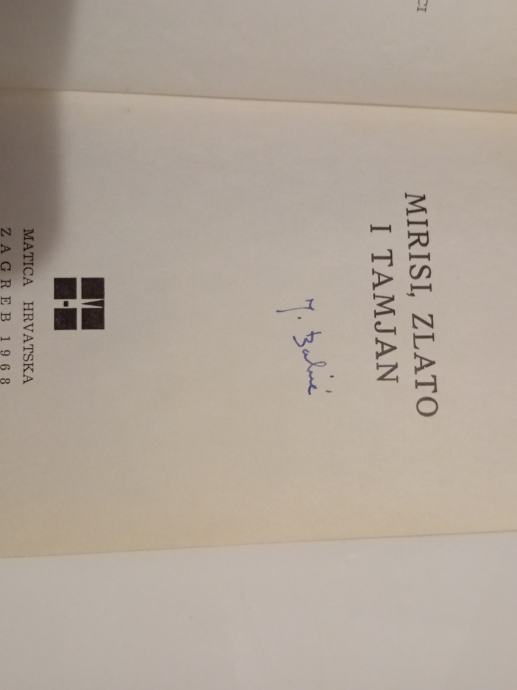 MIRISI, ZLATO
I TAMJAN
MATICA HRVATSKA
ZAGREB 1968